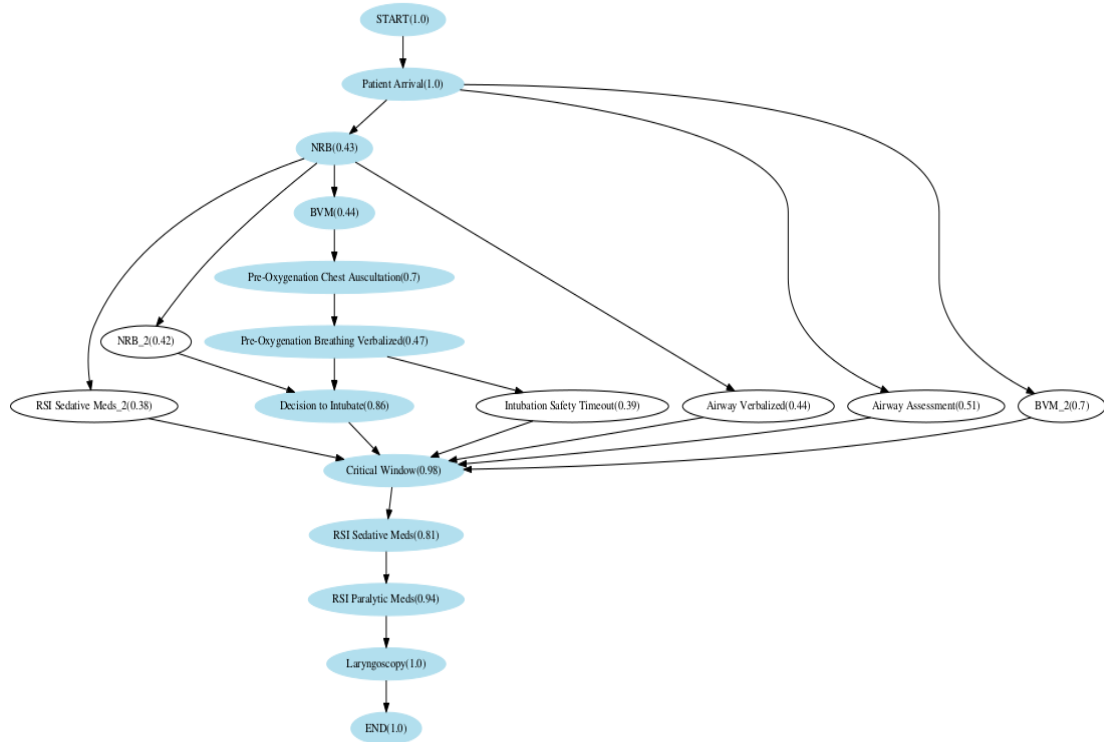 START(1.0)
Patient Arrival(1.0)
NRB(0.43)
BVM(0.44)
Pre-Oxygenation Chest Auscultation(0.7)
NRB_2(0.42)
Pre-Oxygenation Breathing Verbalized(0.47)
RSI Sedative Meds_2(0.38)
Decision to Intubate(0.86)
Intubation Safety Timeout(0.39)
Airway Verbalized(0.44)
Airway Assessment(0.51)
BVM_2(0.7)
Critical Window(0.98)
RSI Sedative Meds(0.81)
RSI Paralytic Meds(0.94)
Laryngoscopy(1.0)
END(1.0)